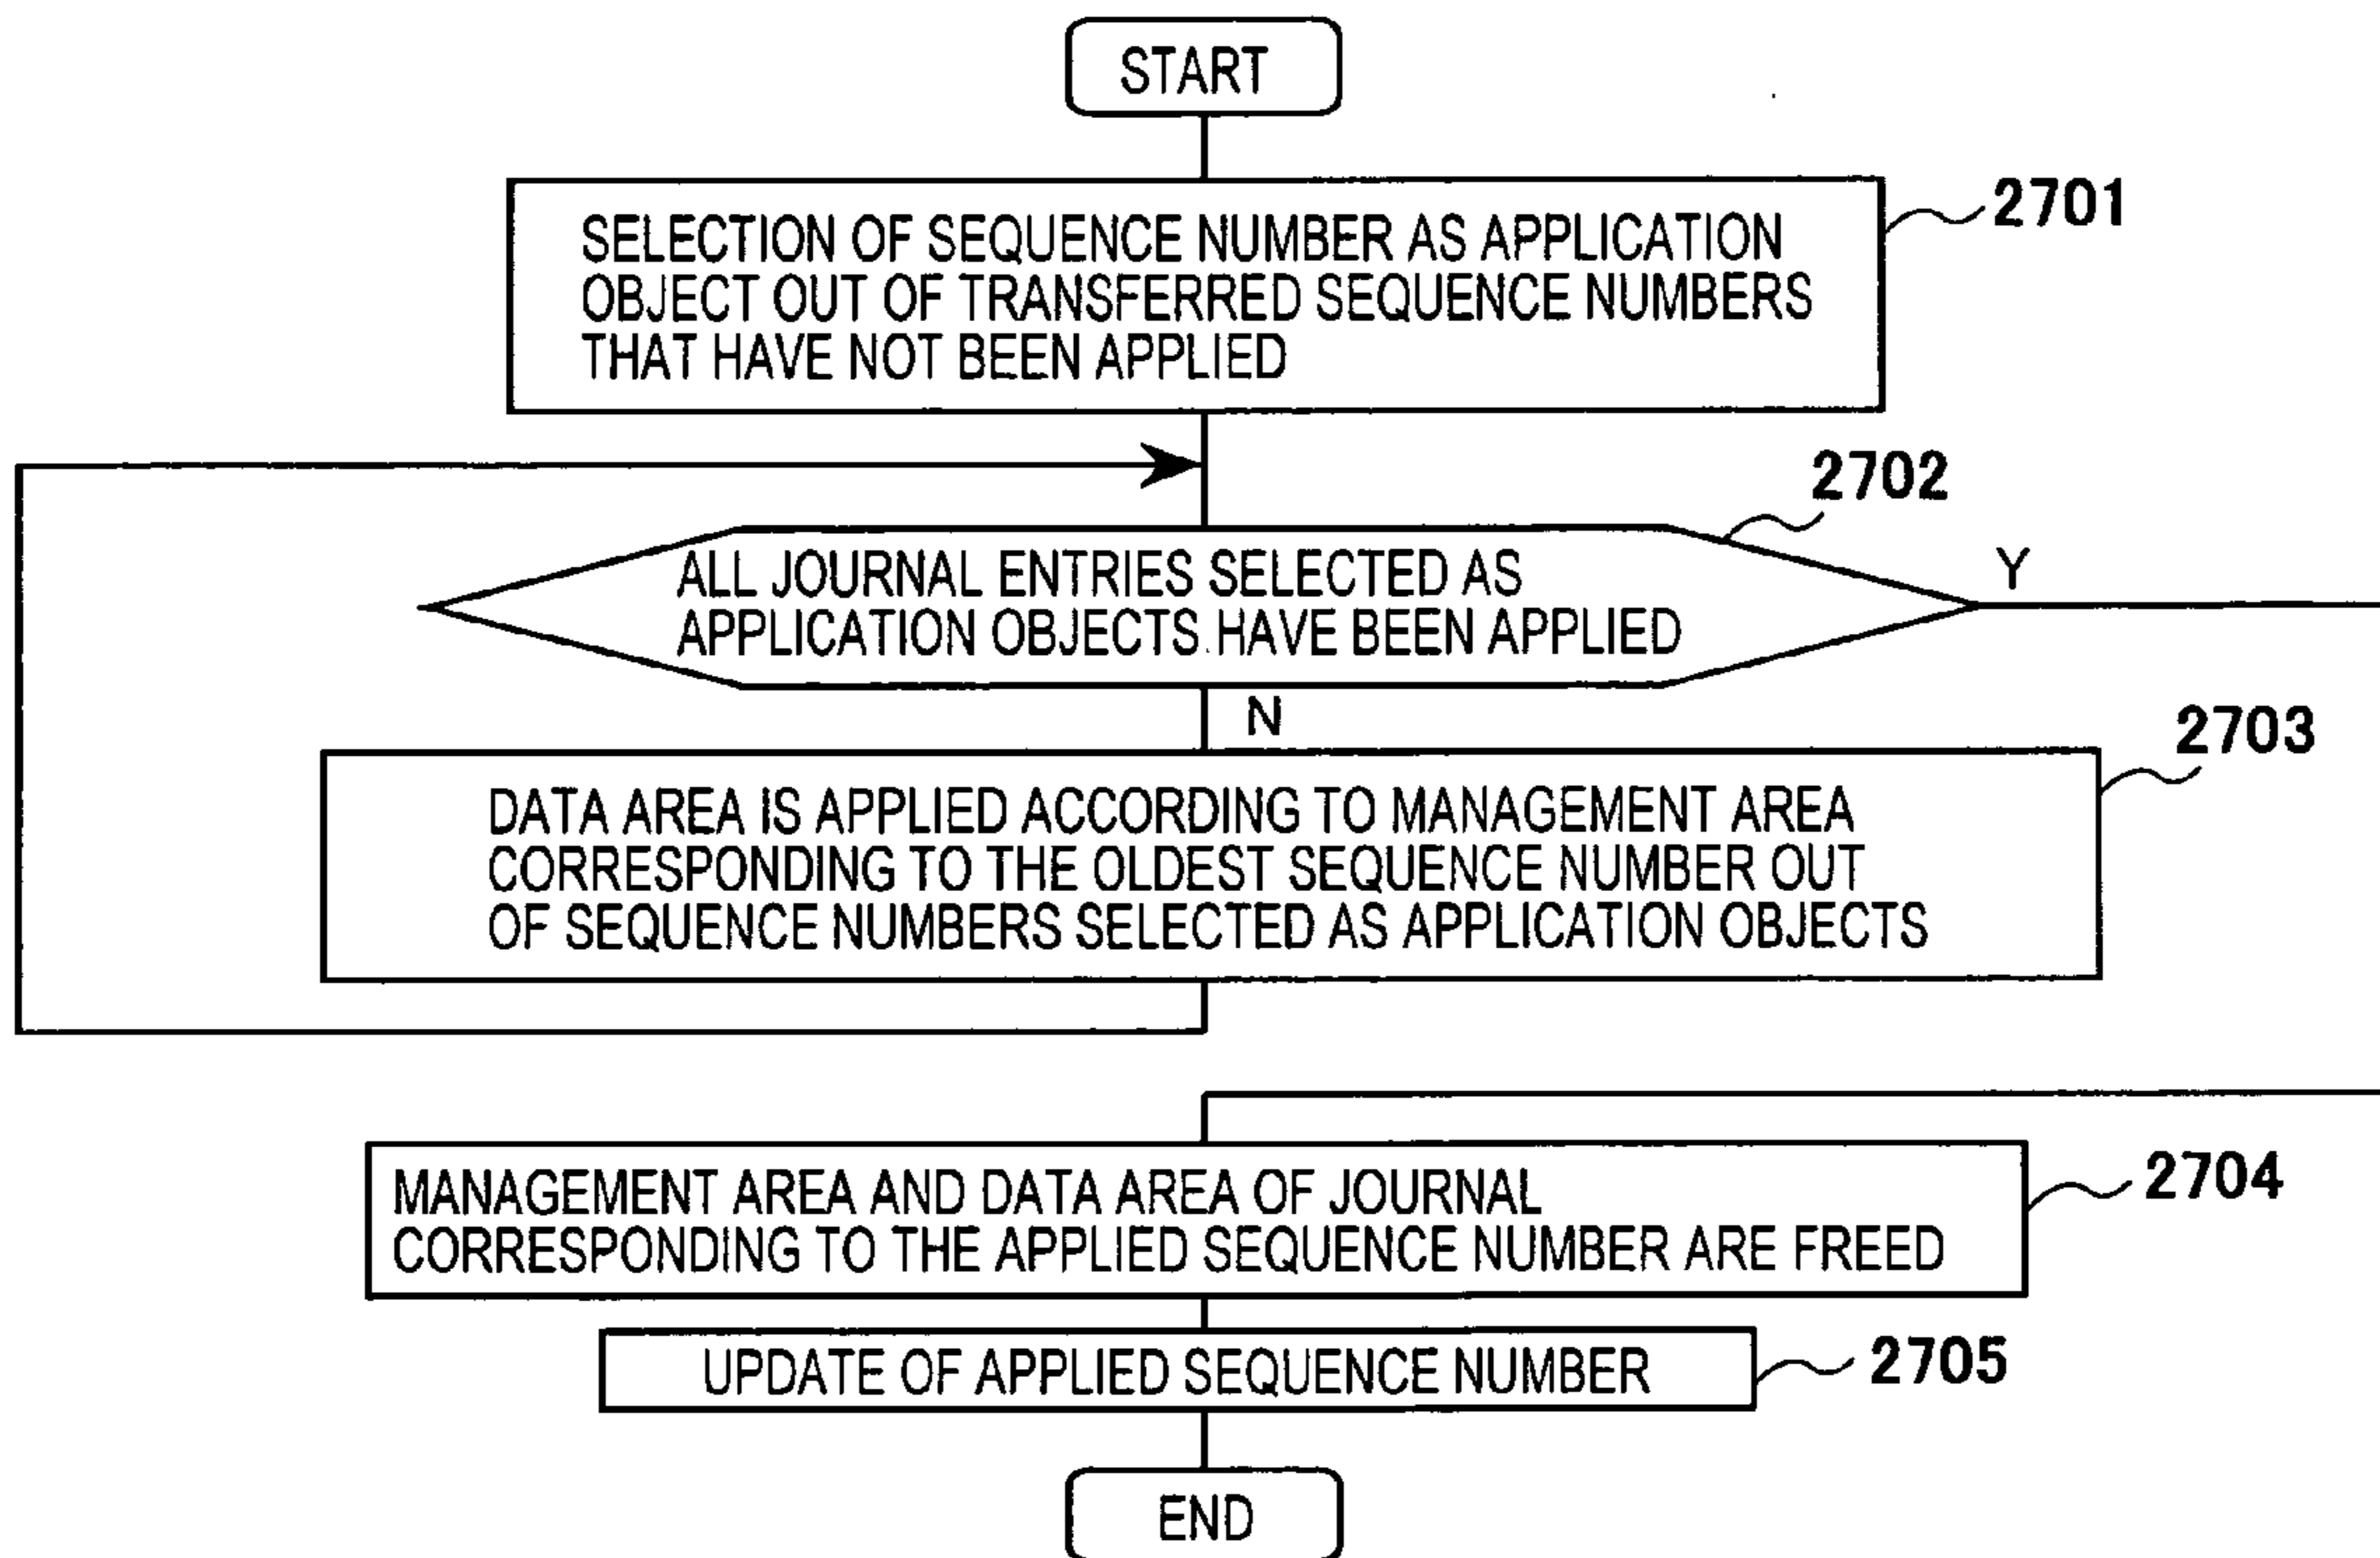 START
SELECTION OF SEQUENCE NUMBER AS APPLICATION
OBJECT OUT OF TRANSFERRED SEQUENCE NUMBERS
THAT HAVE NOT BEEN APPLIED
2701
2702
ALL JOURNAL ENTRIES SELECTED AS
APPLICATION OBJECTS HAVE BEEN APPLIED
Y
N
2703
DATA AREA IS APPLIED ACCORDING TO MANAGEMENT AREA
CORRESPONDING TO THE OLDEST SEQUENCE NUMBER OUT
OF SEQUENCE NUMBERS SELECTED AS APPLICATION OBJECTS
MANAGEMENT AREA AND DATA AREA OF JOURNAL
CORRESPONDING TO THE APPLIED SEQUENCE NUMBER ARE FREED
2704
UPDATE OF APPLIED SEQUENCE NUMBER
2705
END